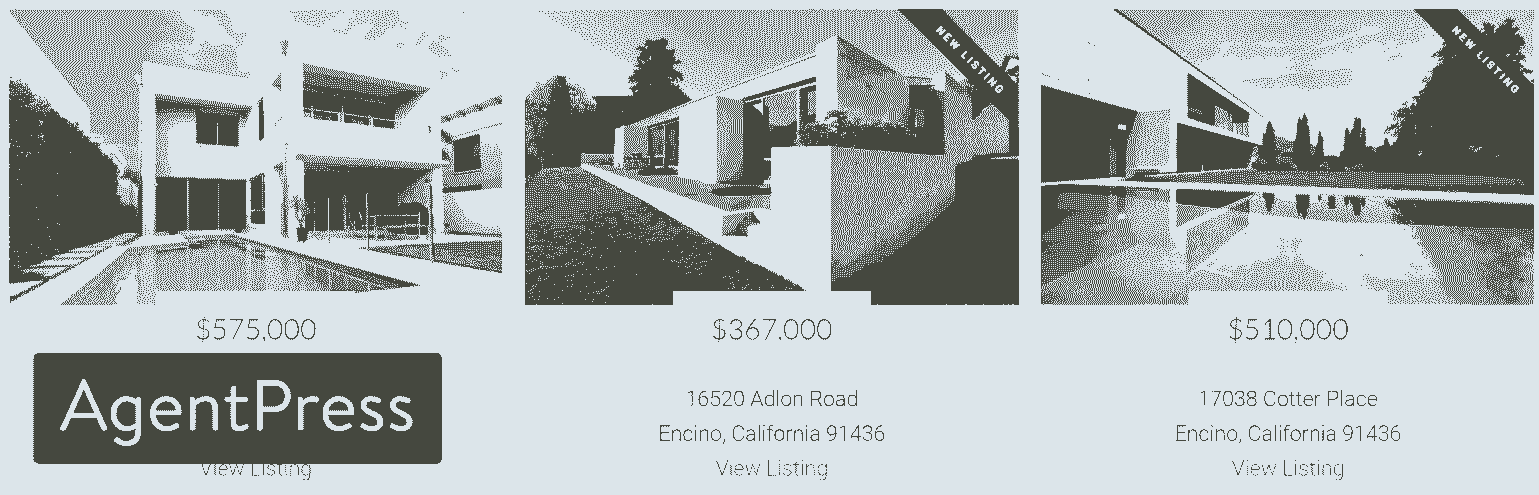 NEW LISTING
NEW LISTING
$575,000
$367,000
$510,000
AgentPress
16520 Adlon Road
Encino, California 91436
View Listing
17038 Cotter Place
Encino, California 91436
View Listing
View Listing